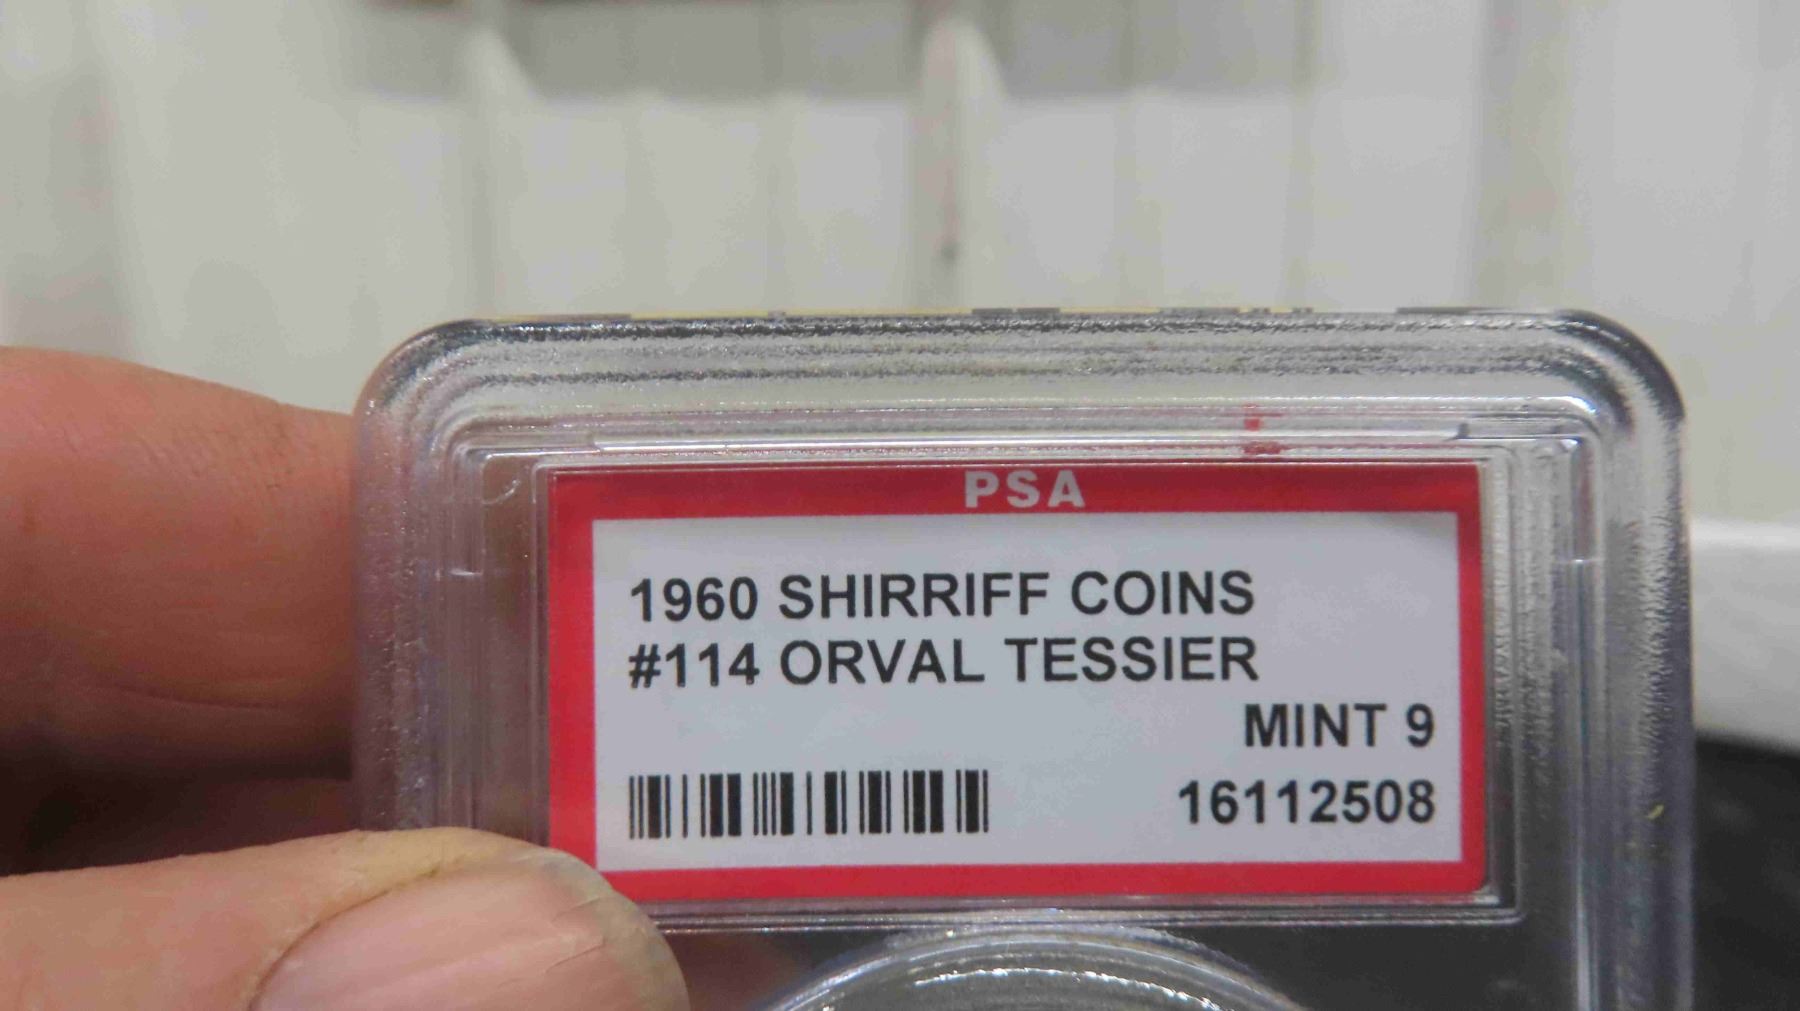 PSA
1960 SHIRRIFF COINS
#114 ORVAL TESSIER
MINT 9
16112508